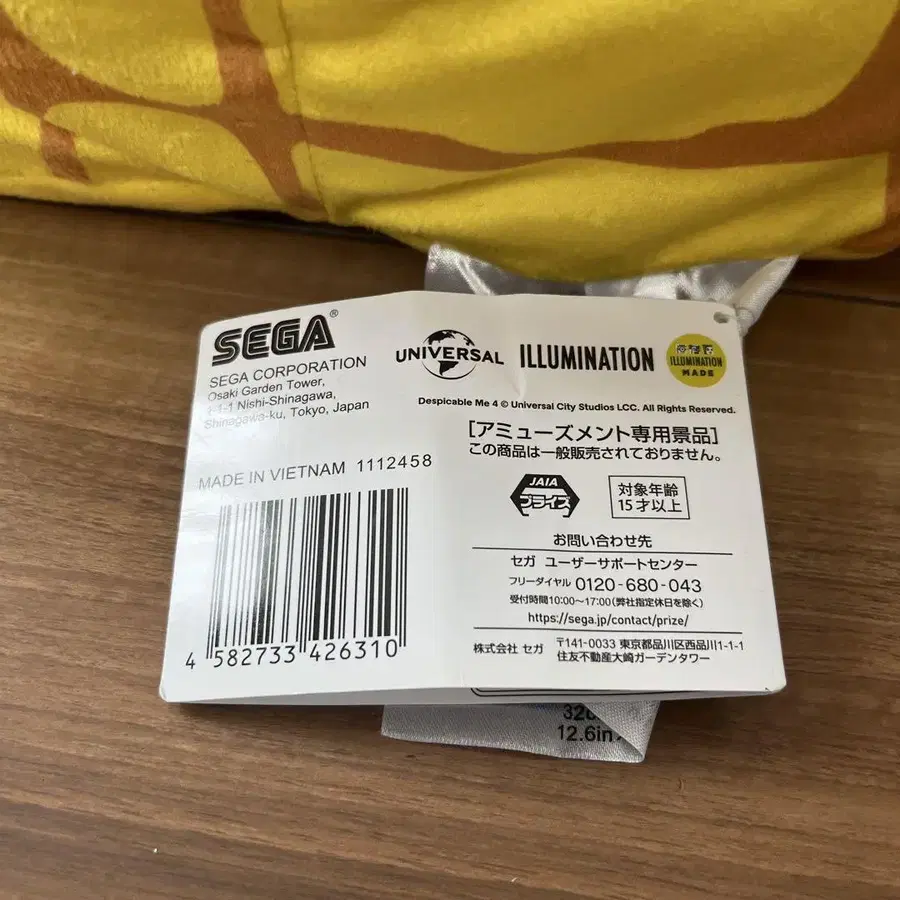 SEGA®
SEGA CORPORATION
Osaki Garden Tower,
1-1-1 Nishi-Shinagawa,
Shinagawa-ku, Tokyo, Japan
MADE IN VIETNAM 1112458
4 582733 426310
UNIVERSAL
ILLUMINATION
ILLUMINATION
MADE
Despicable Me 4 © Universal City Studios LCC. All Rights Reserved.
[アミューズメント専用景品]
この商品は一般販売されておりません。
JAIA
プライズ
対象年齢
15才以上
お問い合わせ先
セガ ユーザーサポートセンター
フリーダイヤル 0120-680-043
受付時間10:00〜17:00(弊社指定休日を除く)
https://sega.jp/contact/prize/
株式会社 セガ 〒141-0033 東京都品川区西品川1-1-1
住友不動産大崎ガーデンタワー
12.6in